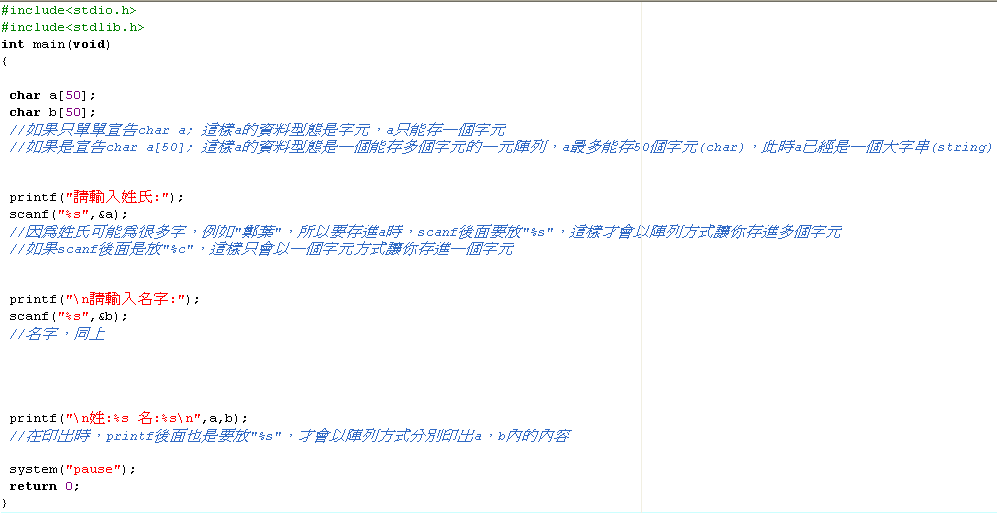 #include<stdio.h>
#include<stdlib.h>
int main(void)
{
char a[50];
char b[50];
//如果只單單宣告char a; 這樣a的資料型態是字元，a只能存一個字元
//如果是宣告char a[50]; 這樣a的資料型態是一個能存多個字元的一元陣列，a最多能存50個字元(char)，此時a已經是一個大字串(string)
printf("請輸入姓氏:");
scanf("%s",&a);
//因為姓氏可能為很多字，例如"鄭葉"，所以要存進a時，scanf後面要放"%s"，這樣才會以陣列方式讓你存進多個字元
//如果scanf後面是放"%c"，這樣只會以一個字元方式讓你存進一個字元
printf("\n請輸入名字:");
scanf("%s",&b);
//名字，同上
printf("\n姓:%s 名:%s\n",a,b);
//在印出時，printf後面也是要放"%s"，才會以陣列方式分別印出a，b內的內容
system("pause");
return 0;
}